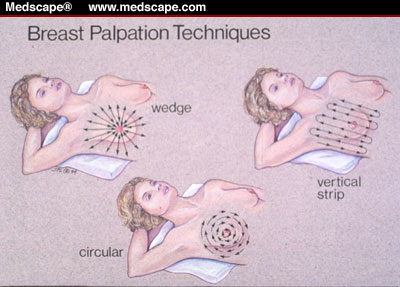 Medscape® www.medscape.com
Breast Palpation Techniques
wedge
vertical
strip
circular